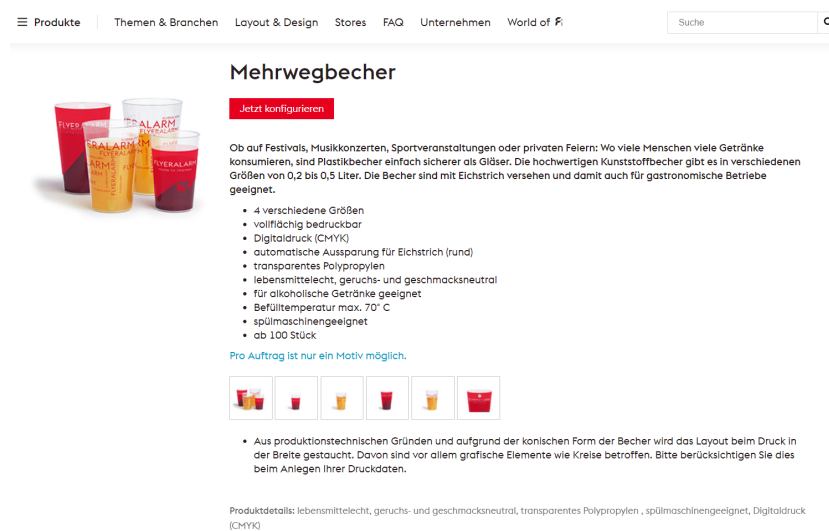 Produkte Themen & Branchen Layout & Design Stores FAQ Unternehmen World of Suche
Mehrwegbecher
Jetzt konfigurieren
Ob auf Festivals, Musikkonzerten, Sportveranstaltungen oder privaten Feiern: Wo viele Menschen viele Getränke
konsumieren, sind Plastikbecher einfach sicherer als Gläser. Die hochwertigen Kunststoffbecher gibt es in verschiedenen
Größen von 0,2 bis 0,5 Liter. Die Becher sind mit Eichstrich versehen und damit auch für gastronomische Betriebe
geeignet.
FLYERALARM
FLYERALARM
FLYERALARM
• 4 verschiedene Größen
• vollflächig bedruckbar
• Digitaldruck (CMYK)
• automatische Aussparung für Eichstrich (rund)
• transparentes Polypropylen
• lebensmittelecht, geruchs- und geschmacksneutral
• für alkoholische Getränke geeignet
• Befülltemperatur max. 70° C
• spülmaschinengeeignet
• ab 100 Stück
Pro Auftrag ist nur ein Motiv möglich.
• Aus produktionstechnischen Gründen und aufgrund der konischen Form der Becher wird das Layout beim Druck in
der Breite gestaucht. Davon sind vor allem grafische Elemente wie Kreise betroffen. Bitte berücksichtigen Sie dies
beim Anlegen Ihrer Druckdaten.
Produktdetails: lebensmittelecht, geruchs- und geschmacksneutral, transparentes Polypropylen , spülmaschinengeeignet, Digitaldruck
(CMYK)